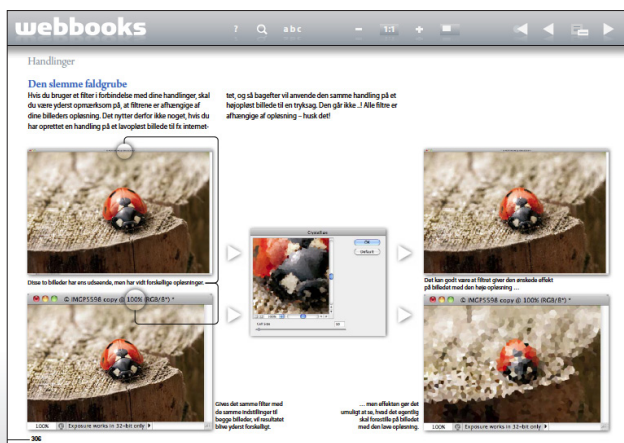 webbooks
? abc − 1:1 +
Handlinger
Den slemme faldgrube
Hvis du bruger et filter i forbindelse med dine handlinger, skal
du være yderst opmærksom på, at filtrene er afhængige af
dine billeders opløsning. Det nytter derfor ikke noget, hvis du
har oprettet en handling på et lavopløst billede til fx internet-
tet, og så bagefter vil anvende den samme handling på et
højopløst billede til en tryksag. Den går ikke ..! Alle filtre er
afhængige af opløsning – husk det!
Disse to billeder har ens udseende, men har vidt forskellige opløsninger.
© IMGP5598 copy @ 100% (RGB/8*) *
100% Exposure works in 32-bit only
Crystallize
OK
Default
100%
Cell Size
Gives det samme filter med
de samme indstillinger til
begge billeder, vil resultatet
blive yderst forskelligt.
Det kan godt være at filtret giver den ønskede effekt
på billedet med den høje opløsning …
© IMGP5598 copy @ 100% (RGB/8*) *
100% Exposure works in 32-bit only
… men effekten gør det
umuligt at se, hvad det egentlig
skal forestille på billedet
med den lave opløsning.
306